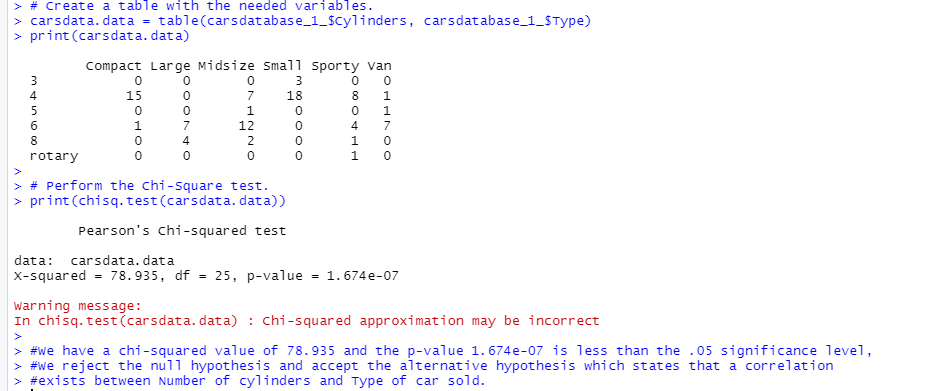 > # Create a table with the needed variables.
> carsdata.data = table(carsdatabase_1_$Cylinders, carsdatabase_1_$Type)
> print(carsdata.data)
Compact Large Midsize Small Sporty Van
3 0 0 0 3 0 0
4 15 0 7 18 8 1
5 0 0 1 0 0 1
6 1 7 12 0 4 7
8 0 4 2 0 1 0
rotary 0 0 0 0 1 0
>
> # Perform the Chi-Square test.
> print(chisq.test(carsdata.data))
Pearson's Chi-squared test
data: carsdata.data
X-squared = 78.935, df = 25, p-value = 1.674e-07
Warning message:
In chisq.test(carsdata.data) : Chi-squared approximation may be incorrect
>
> #We have a chi-squared value of 78.935 and the p-value 1.674e-07 is less than the .05 significance level,
> #we reject the null hypothesis and accept the alternative hypothesis which states that a correlation
> #exists between Number of cylinders and Type of car sold.